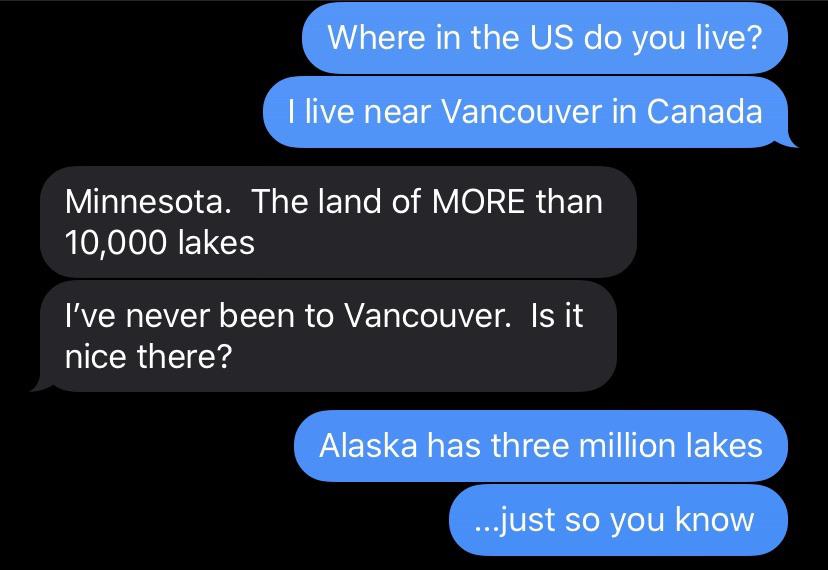 Where in the US do you live?
I live near Vancouver in Canada
Minnesota.  The land of MORE than
10,000 lakes
I’ve never been to Vancouver.  Is it
nice there?
Alaska has three million lakes
...just so you know